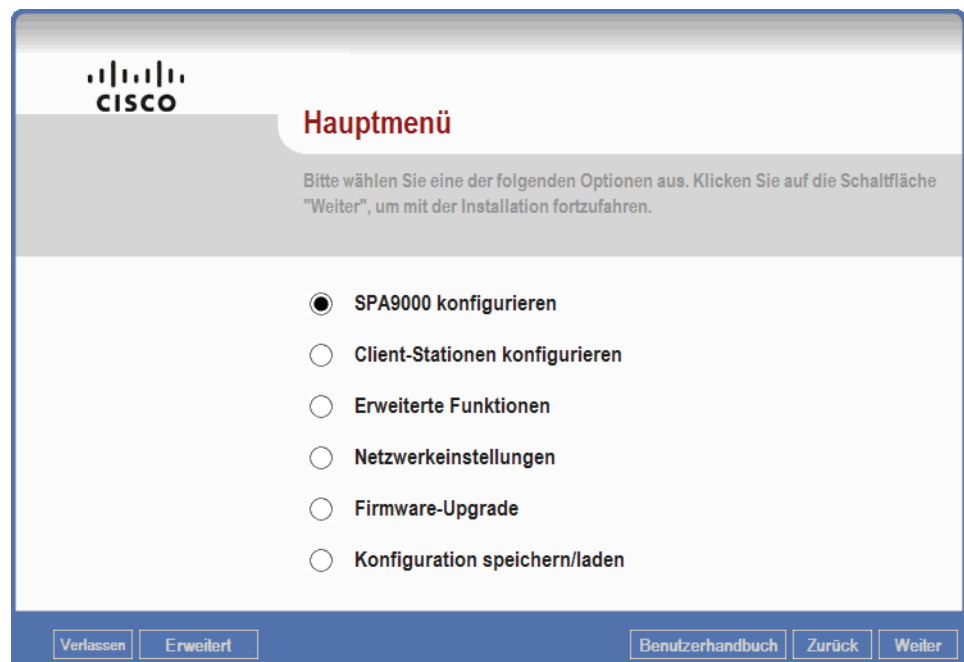 CISCO
Hauptmenü
Bitte wählen Sie eine der folgenden Optionen aus. Klicken Sie auf die Schaltfläche
"Weiter", um mit der Installation fortzufahren.
SPA9000 konfigurieren
Client-Stationen konfigurieren
Erweiterte Funktionen
Netzwerkeinstellungen
Firmware-Upgrade
Konfiguration speichern/laden
Verlassen Erweitert Benutzerhandbuch Zurück Weiter